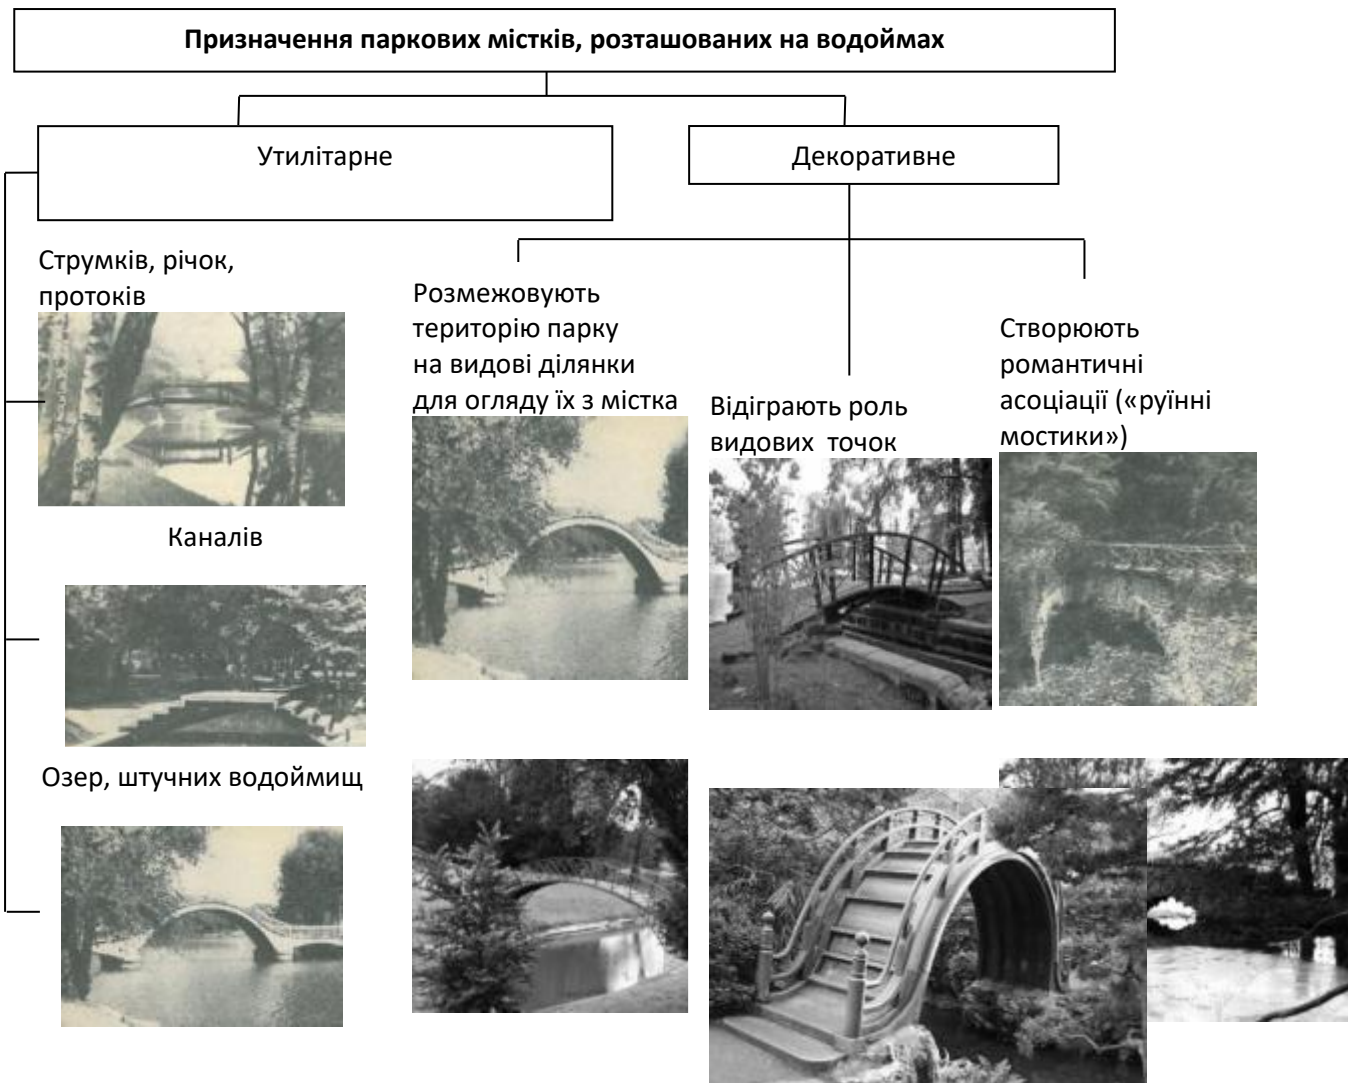 Призначення паркових містків, розташованих на водоймах
Утилітарне
Декоративне
Струмків, річок,
протоків
Каналів
Озер, штучних водоймищ
Розмежовують
територію парку
на видові ділянки
для огляду їх з містка
Відіграють роль
видових точок
Створюють
романтичні
асоціації («руїнні
мостики»)